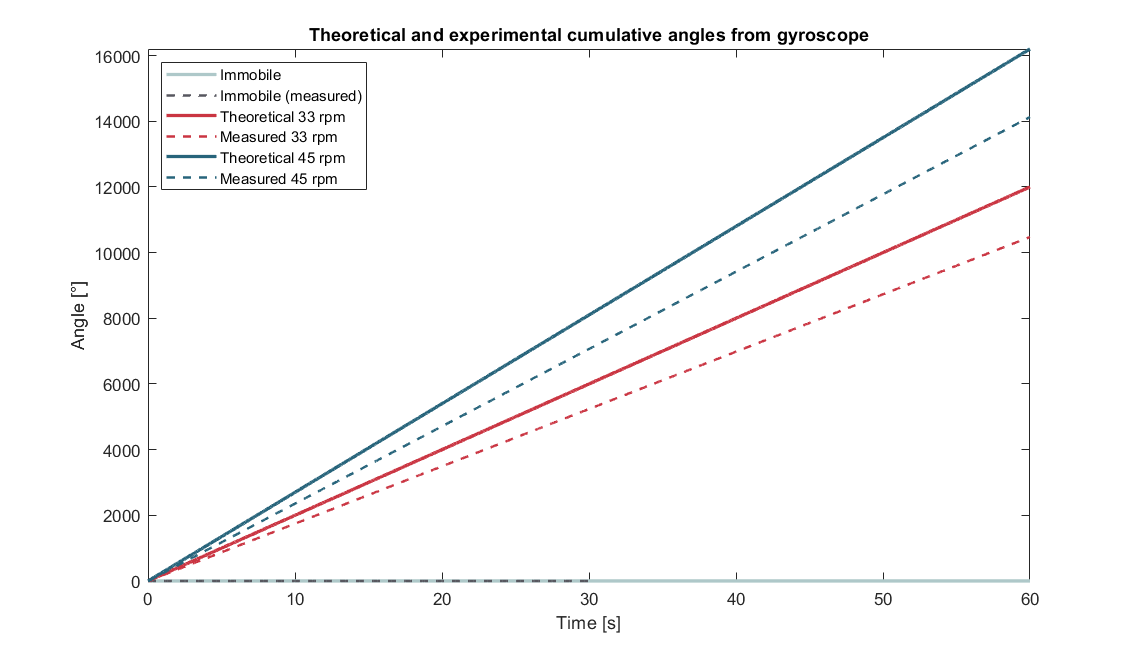 Theoretical and experimental cumulative angles from gyroscope
16000
14000
12000
10000
8000
6000
4000
2000
0
Angle [°]
Immobile
Immobile (measured)
Theoretical 33 rpm
Measured 33 rpm
Theoretical 45 rpm
Measured 45 rpm
0 10 20 30 40 50 60
Time [s]